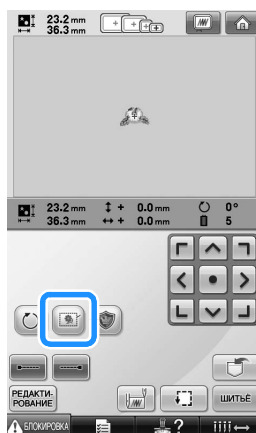 23.2 mm
36.3 mm
23.2 mm ↕ + 0.0 mm 0°
36.3 mm ↔ + 0.0 mm 5
РЕДАКТИ-
РОВАНИЕ
ШИТЬЁ
БЛОКИРОВКА
?